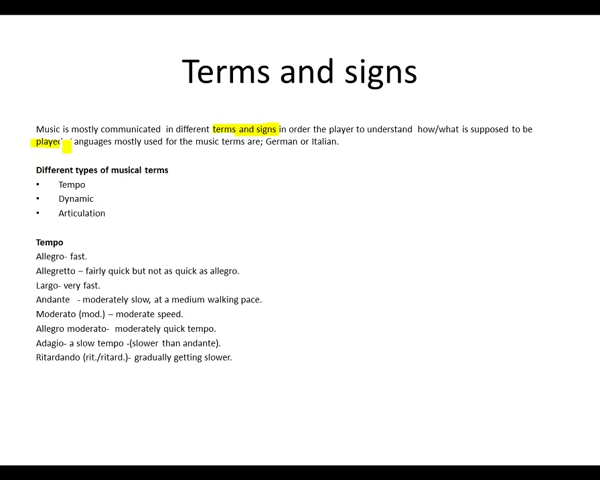 Terms and signs
Music is mostly communicated in different terms and signs in order the player to understand how/what is supposed to be
played anguages mostly used for the music terms are; German or Italian.
Different types of musical terms
• Tempo
• Dynamic
• Articulation
Tempo
Allegro- fast.
Allegretto – fairly quick but not as quick as allegro.
Largo- very fast.
Andante - moderately slow, at a medium walking pace.
Moderato (mod.) – moderate speed.
Allegro moderato- moderately quick tempo.
Adagio- a slow tempo -(slower than andante).
Ritardando (rit./ritard.)- gradually getting slower.